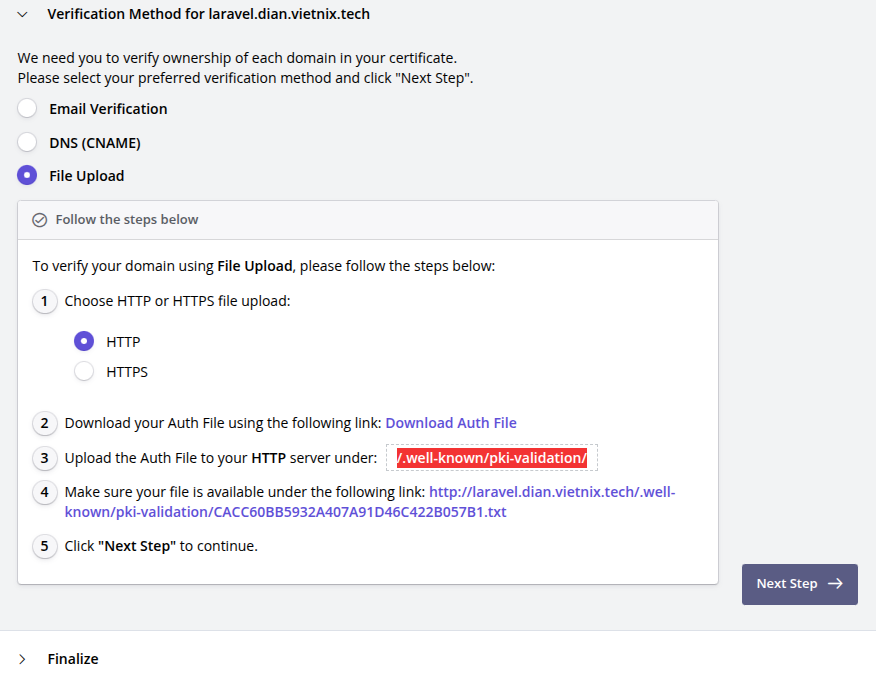 Verification Method for laravel.dian.vietnix.tech
We need you to verify ownership of each domain in your certificate.
Please select your preferred verification method and click "Next Step".
Email Verification
DNS (CNAME)
File Upload
Follow the steps below
To verify your domain using File Upload, please follow the steps below:
1 Choose HTTP or HTTPS file upload:
HTTP
HTTPS
2 Download your Auth File using the following link: Download Auth File
3 Upload the Auth File to your HTTP server under: /.well-known/pki-validation/
4 Make sure your file is available under the following link: http://laravel.dian.vietnix.tech/.well-
known/pki-validation/CACC60BB5932A407A91D46C422B057B1.txt
5 Click "Next Step" to continue.
Next Step
Finalize